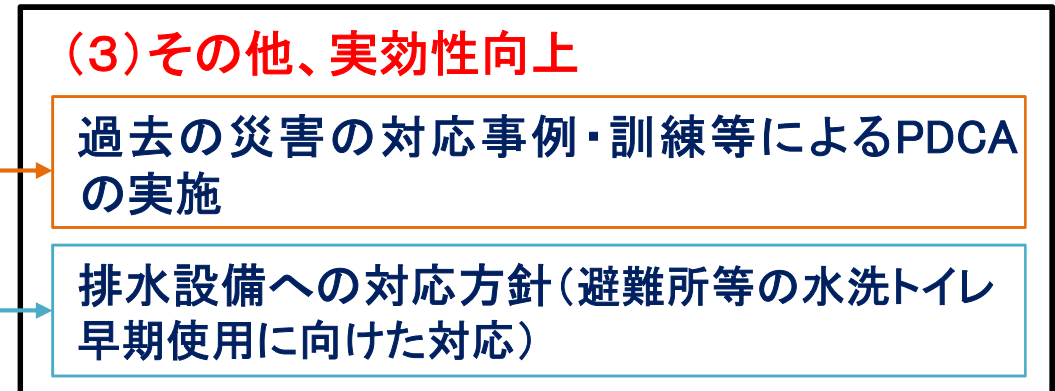 （３）その他、実効性向上
過去の災害の対応事例・訓練等によるPDCA
の実施
排水設備への対応方針（避難所等の水洗トイレ
早期使用に向けた対応）